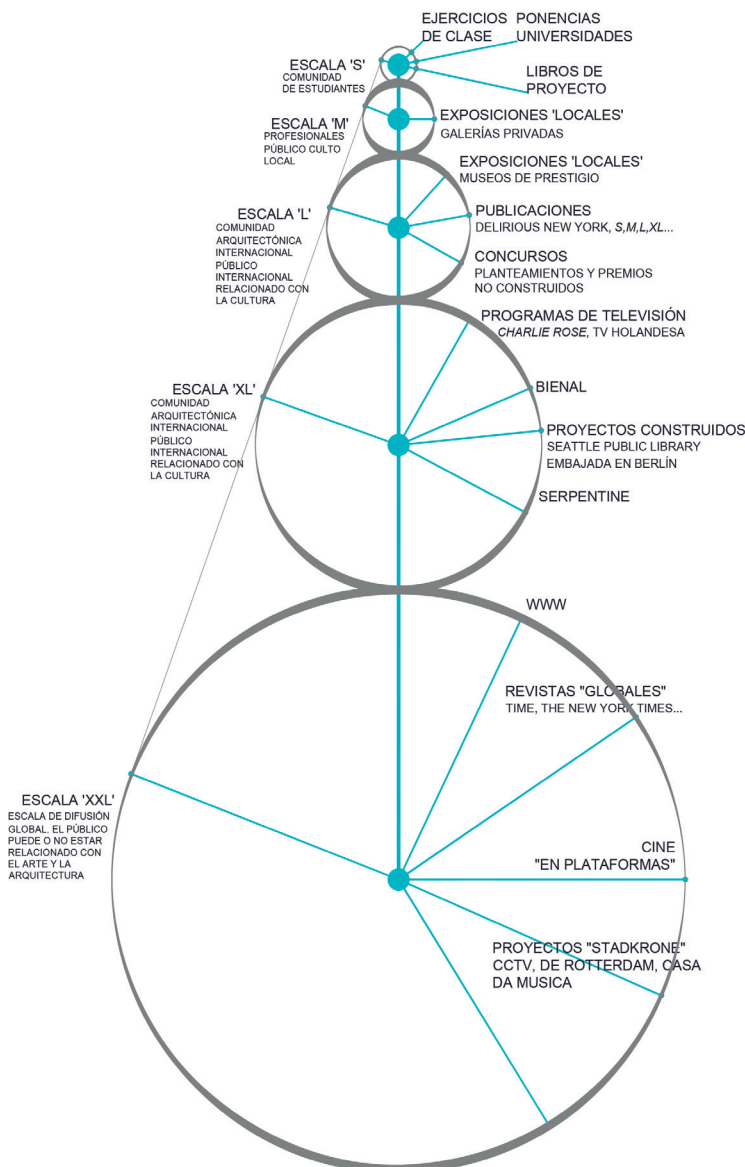 EJERCICIOS
DE CLASE
PONENCIAS
UNIVERSIDADES
ESCALA 'S'
COMUNIDAD
DE ESTUDIANTES
LIBROS DE
PROYECTO
ESCALA 'M'
PROFESIONALES
PÚBLICO CULTO
LOCAL
EXPOSICIONES 'LOCALES'
GALERÍAS PRIVADAS
EXPOSICIONES 'LOCALES'
MUSEOS DE PRESTIGIO
ESCALA 'L'
COMUNIDAD
ARQUITECTÓNICA
INTERNACIONAL
PÚBLICO
INTERNACIONAL
RELACIONADO CON
LA CULTURA
PUBLICACIONES
DELIRIOUS NEW YORK, S,M,L,XL...
CONCURSOS
PLANTEAMIENTOS Y PREMIOS
NO CONSTRUIDOS
PROGRAMAS DE TELEVISIÓN
CHARLIE ROSE, TV HOLANDESA
ESCALA 'XL'
COMUNIDAD
ARQUITECTÓNICA
INTERNACIONAL
PÚBLICO
INTERNACIONAL
RELACIONADO CON
LA CULTURA
BIENAL
PROYECTOS CONSTRUIDOS
SEATTLE PUBLIC LIBRARY
EMBAJADA EN BERLÍN
SERPENTINE
WWW
REVISTAS "GLOBALES"
TIME, THE NEW YORK TIMES...
ESCALA 'XXL'
ESCALA DE DIFUSIÓN
GLOBAL. EL PÚBLICO
PUEDE O NO ESTAR
RELACIONADO CON
EL ARTE Y LA
ARQUITECTURA
CINE
"EN PLATAFORMAS"
PROYECTOS "STADKRONE"
CCTV, DE ROTTERDAM, CASA
DA MUSICA